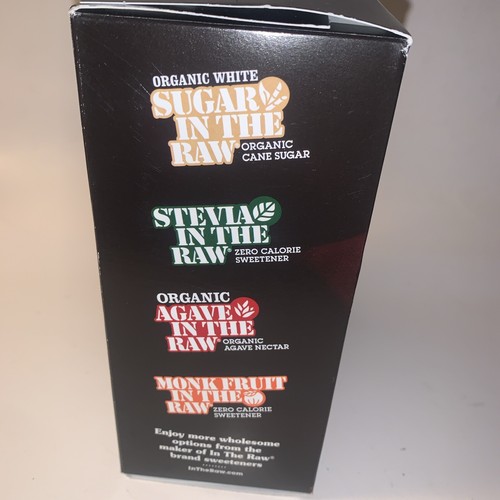 ORGANIC WHITE
SUGAR
IN THE
RAW® ORGANIC
CANE SUGAR
STEVIA
IN THE
RAW® ZERO CALORIE
SWEETENER
ORGANIC
AGAVE
IN THE
RAW® ORGANIC
AGAVE NECTAR
MONK FRUIT
IN THE
RAW® ZERO CALORIE
SWEETENER
Enjoy more wholesome
options from the
maker of In The Raw®
brand sweeteners
InTheRaw.com